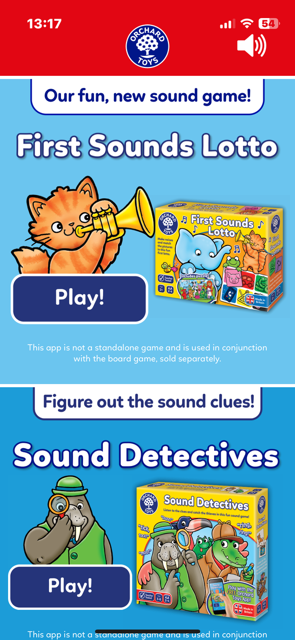 13:17
54
ORCHARD
TOYS
Our fun, new sound game!
First Sounds Lotto
First Sounds
Lotto
Play!
This app is not a standalone game and is used in conjunction
with the board game, sold separately.
Figure out the sound clues!
Sound Detectives
Sound Detectives
Play!
This app is not a standalone game and is used in conjunction